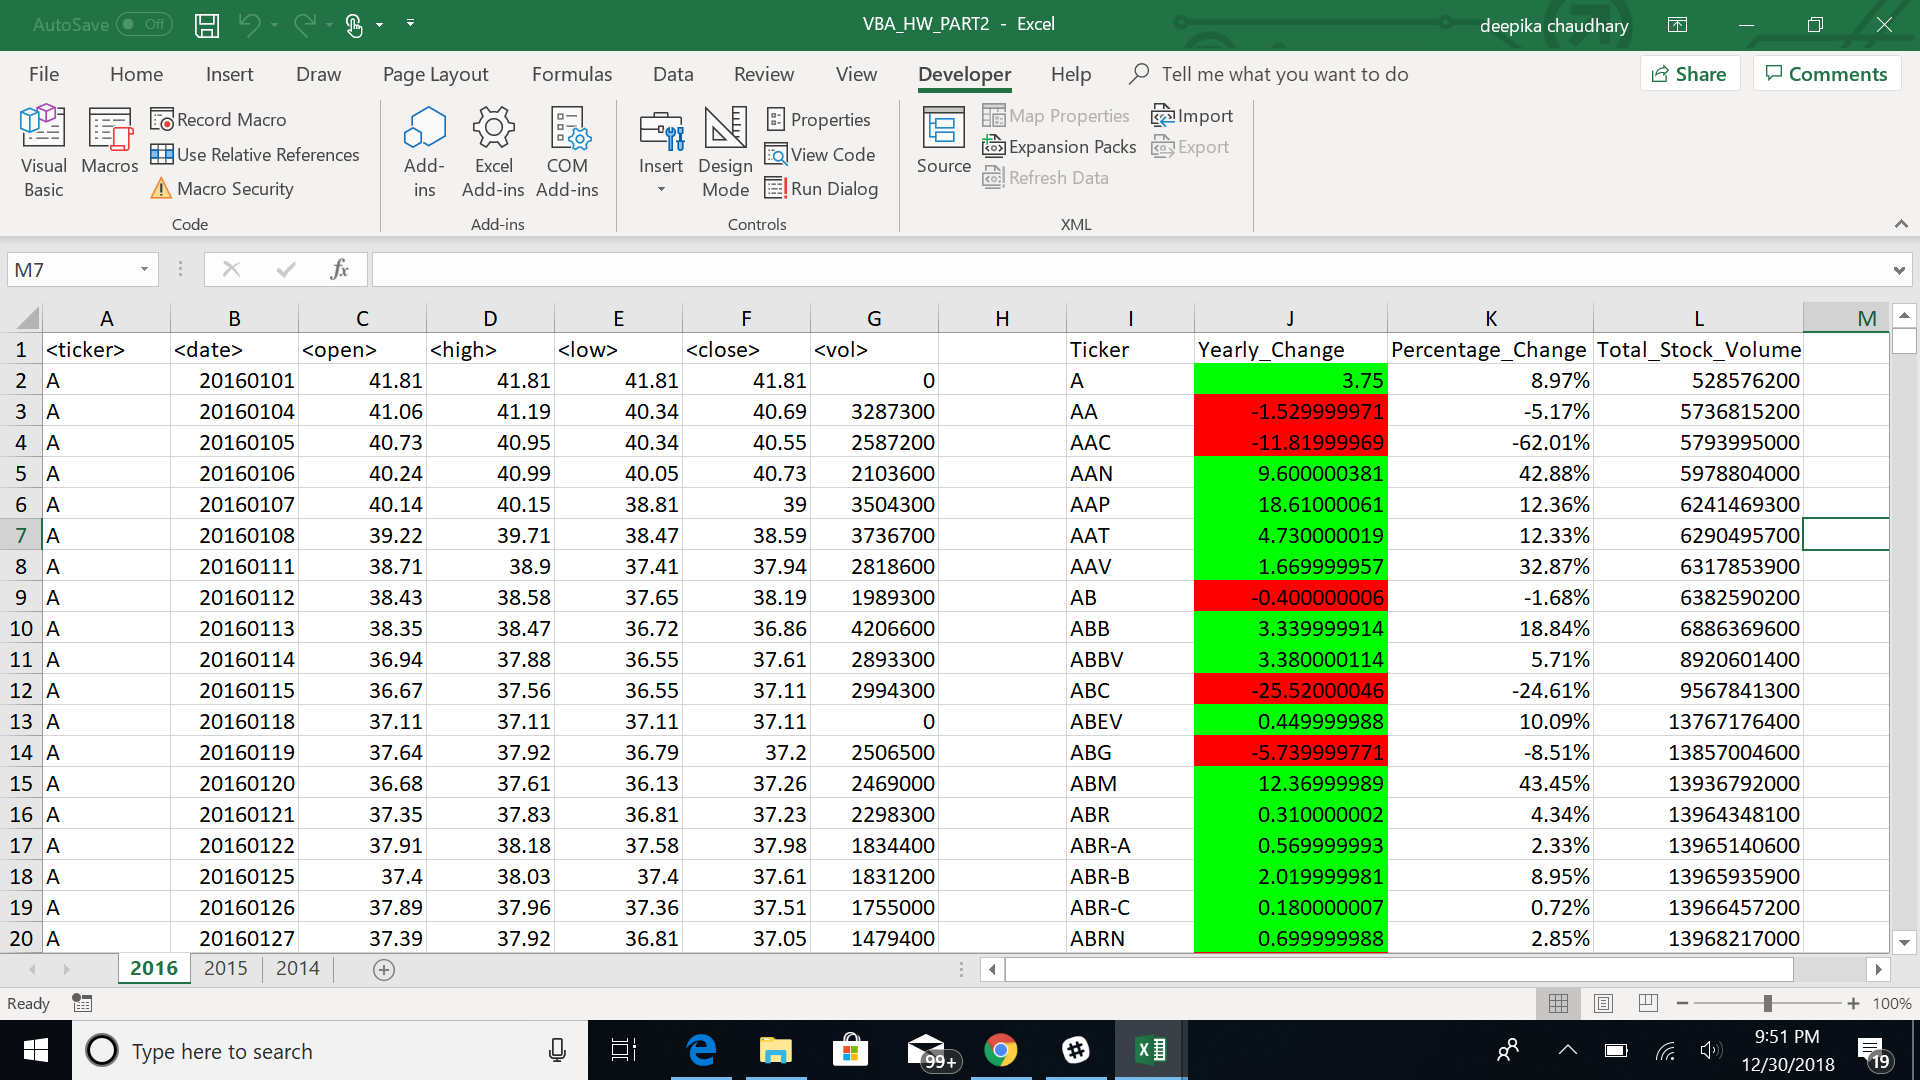 AutoSave Off VBA_HW_PART2 - Excel deepika chaudhary
File Home Insert Draw Page Layout Formulas Data Review View Developer Help Tell me what you want to do Share Comments
Visual Basic
Macros
Record Macro
Use Relative References
Macro Security
Code
Add-ins
Excel Add-ins
COM Add-ins
Add-ins
Insert
Design Mode
Properties
View Code
Run Dialog
Controls
Source
Map Properties
Expansion Packs
Refresh Data
Import
Export
XML
M7 fx
A B C D E F G H I J K L M
1 <ticker> <date> <open> <high> <low> <close> <vol> Ticker Yearly_Change Percentage_Change Total_Stock_Volume
2 A 20160101 41.81 41.81 41.81 41.81 0 A 3.75 8.97% 528576200
3 A 20160104 41.06 41.19 40.34 40.69 3287300 AA -1.529999971 -5.17% 5736815200
4 A 20160105 40.73 40.95 40.34 40.55 2587200 AAC -11.81999969 -62.01% 5793995000
5 A 20160106 40.24 40.99 40.05 40.73 2103600 AAN 9.600000381 42.88% 5978804000
6 A 20160107 40.14 40.15 38.81 39 3504300 AAP 18.61000061 12.36% 6241469300
7 A 20160108 39.22 39.71 38.47 38.59 3736700 AAT 4.730000019 12.33% 6290495700
8 A 20160111 38.71 38.9 37.41 37.94 2818600 AAV 1.669999957 32.87% 6317853900
9 A 20160112 38.43 38.58 37.65 38.19 1989300 AB -0.400000006 -1.68% 6382590200
10 A 20160113 38.35 38.47 36.72 36.86 4206600 ABB 3.339999914 18.84% 6886369600
11 A 20160114 36.94 37.88 36.55 37.61 2893300 ABBV 3.380000114 5.71% 8920601400
12 A 20160115 36.67 37.56 36.55 37.11 2994300 ABC -25.52000046 -24.61% 9567841300
13 A 20160118 37.11 37.11 37.11 37.11 0 ABEV 0.449999988 10.09% 13767176400
14 A 20160119 37.64 37.92 36.79 37.2 2506500 ABG -5.739999771 -8.51% 13857004600
15 A 20160120 36.68 37.61 36.13 37.26 2469000 ABM 12.36999989 43.45% 13936792000
16 A 20160121 37.35 37.83 36.81 37.23 2298300 ABR 0.310000002 4.34% 13964348100
17 A 20160122 37.91 38.18 37.58 37.98 1834400 ABR-A 0.569999993 2.33% 13965140600
18 A 20160125 37.4 38.03 37.4 37.61 1831200 ABR-B 2.019999981 8.95% 13965935900
19 A 20160126 37.89 37.96 37.36 37.51 1755000 ABR-C 0.180000007 0.72% 13966457200
20 A 20160127 37.39 37.92 36.81 37.05 1479400 ABRN 0.699999988 2.85% 13968217000
2016 2015 2014
Ready 100%
Type here to search 99+ 9:51 PM
12/30/2018 19